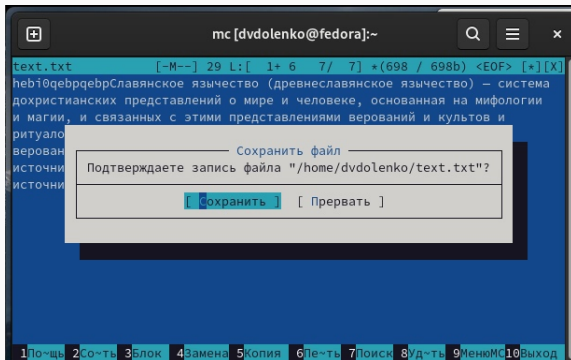 mc [dvdolenko@fedora]:~
text.txt [-M--] 29 L:[ 1+ 6 7/ 7] *(698 / 698b) <EOF> [*][X]
hebi0qebpqebpСлавянское язычество (древнеславянское язычество) — система
дохристианских представлений о мире и человеке, основанная на мифологии
и магии, и связанных с этими представлениями верований и культов и
ритуало
верован
источни
источни
Сохранить файл
Подтверждаете запись файла "/home/dvdolenko/text.txt"?
[ Сохранить ] [ Прервать ]
1По~щь 2Со~ть 3Блок 4Замена 5Копия 6Пе~ть 7Поиск 8Уд~ть 9МенюMC 10Выход